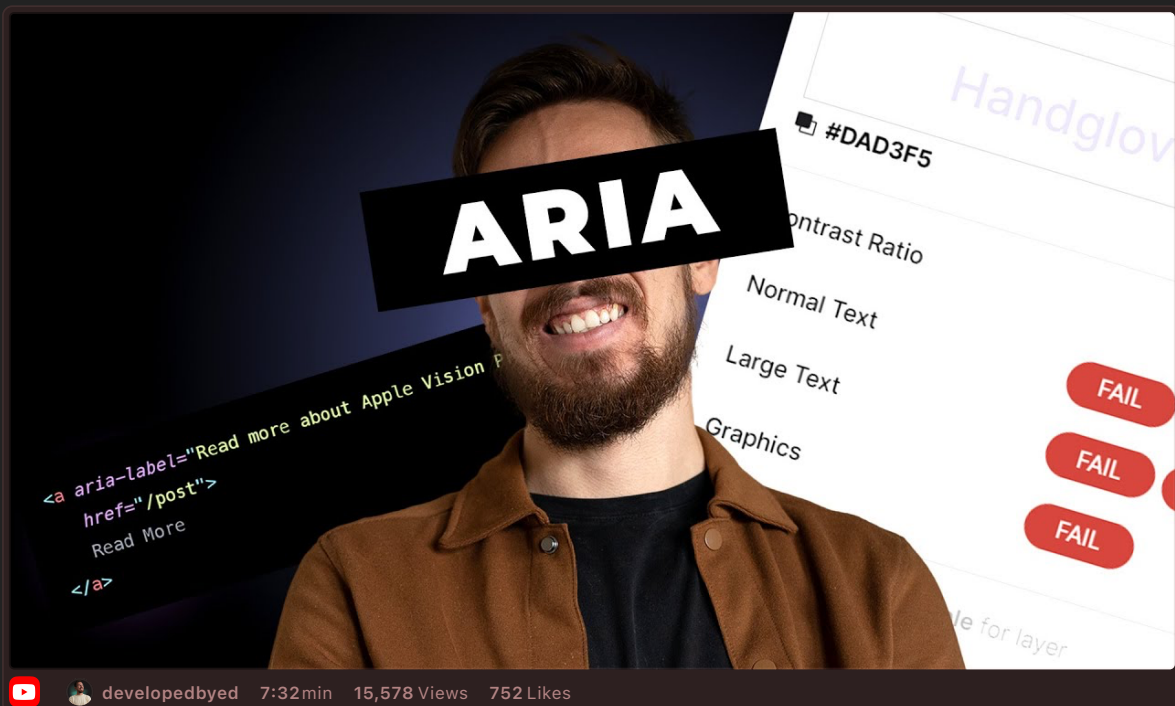 ARIA
<a aria-label="Read more about Apple Vision P
href="/post">
Read More
</a>
Handglov
#DAD3F5
ontrast Ratio
Normal Text
Large Text
FAIL
Graphics
FAIL
FAIL
le for layer
developedbyed 7:32min 15,578 Views 752 Likes